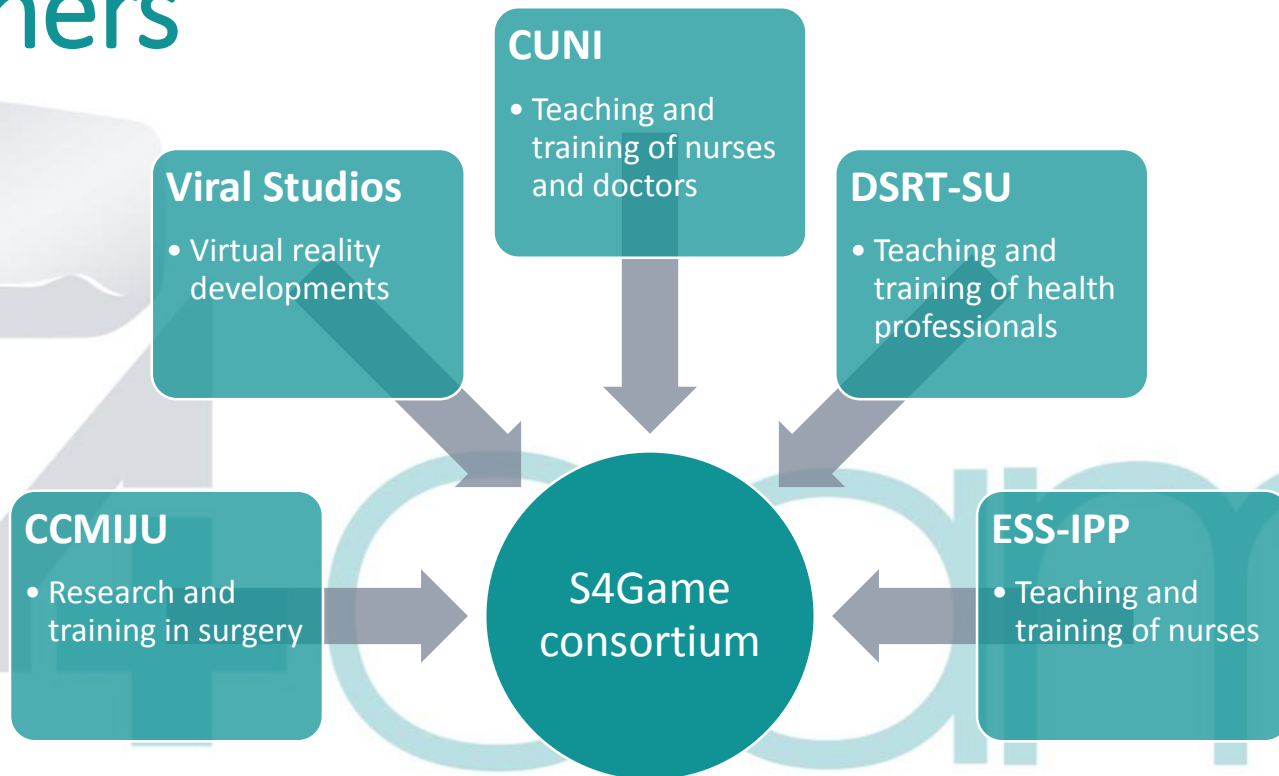 CUNI
• Teaching and
training of nurses
and doctors
Viral Studios
• Virtual reality
developments
DSRT-SU
• Teaching and
training of health
professionals
CCMIJU
• Research and
training in surgery
S4Game
consortium
ESS-IPP
• Teaching and
training of nurses